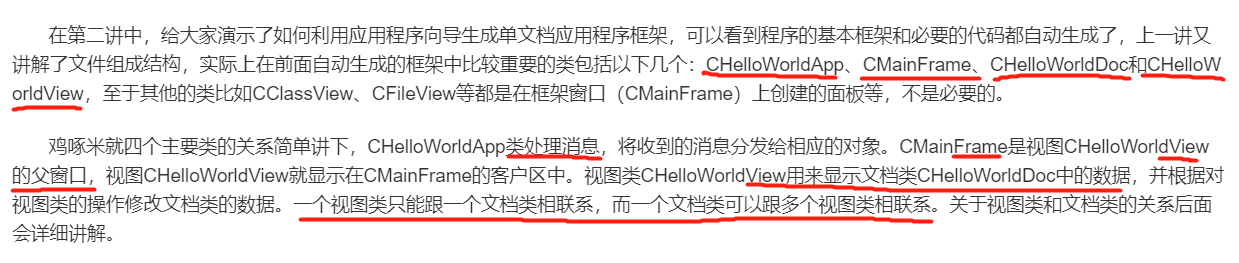 在第二讲中，给大家演示了如何利用应用程序向导生成单文档应用程序框架，可以看到程序的基本框架和必要的代码都自动生成了，上一讲又
讲解了文件组成结构，实际上在前面自动生成的框架中比较重要的类包括以下几个：CHelloWorldApp、CMainFrame、CHelloWorldDoc和CHelloW
orldView，至于其他的类比如CClassView、CFileView等都是在框架窗口（CMainFrame）上创建的面板等，不是必要的。
鸡啄米就四个主要类的关系简单讲下，CHelloWorldApp类处理消息，将收到的消息分发给相应的对象。CMainFrame是视图CHelloWorldView
的父窗口，视图CHelloWorldView就显示在CMainFrame的客户区中。视图类CHelloWorldView用来显示文档类CHelloWorldDoc中的数据，并根据对
视图类的操作修改文档类的数据。一个视图类只能跟一个文档类相联系，而一个文档类可以跟多个视图类相联系。关于视图类和文档类的关系后面
会详细讲解。